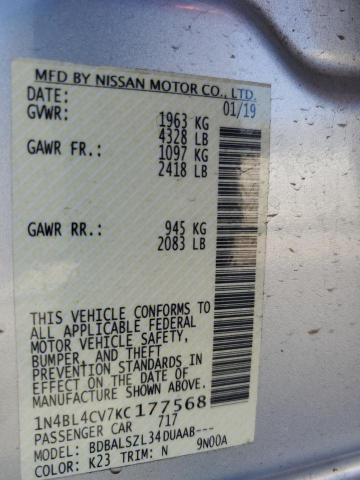 MFD BY NISSAN MOTOR CO., LTD.
DATE: 01/19
GVWR: 1963 KG
4328 LB
GAWR FR.: 1097 KG
2418 LB
GAWR RR.: 945 KG
2083 LB
THIS VEHICLE CONFORMS TO
ALL APPLICABLE FEDERAL
MOTOR VEHICLE SAFETY,
BUMPER, AND THEFT
PREVENTION STANDARDS IN
EFFECT ON THE DATE OF
MANUFACTURE SHOWN ABOVE.
1N4BL4CV7KC177568
PASSENGER CAR 717
MODEL: BDBALSZL34DUAAB---
COLOR: K23 TRIM: N 9N00A